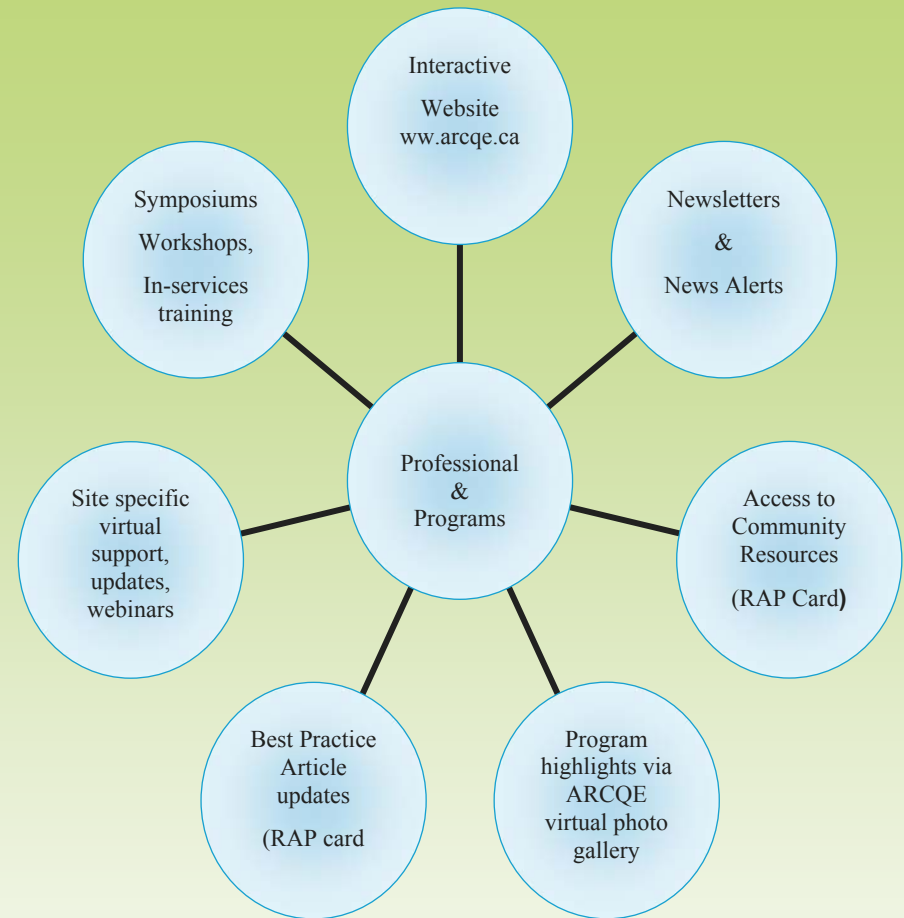 Interactive
Website
ww.arcqe.ca
Symposiums
Workshops,
In-services
training
Newsletters
&
News Alerts
Professional
&
Programs
Site specific
virtual
support,
updates,
webinars
Access to
Community
Resources
(RAP Card)
Best Practice
Article
updates
(RAP card
Program
highlights via
ARCQE
virtual photo
gallery